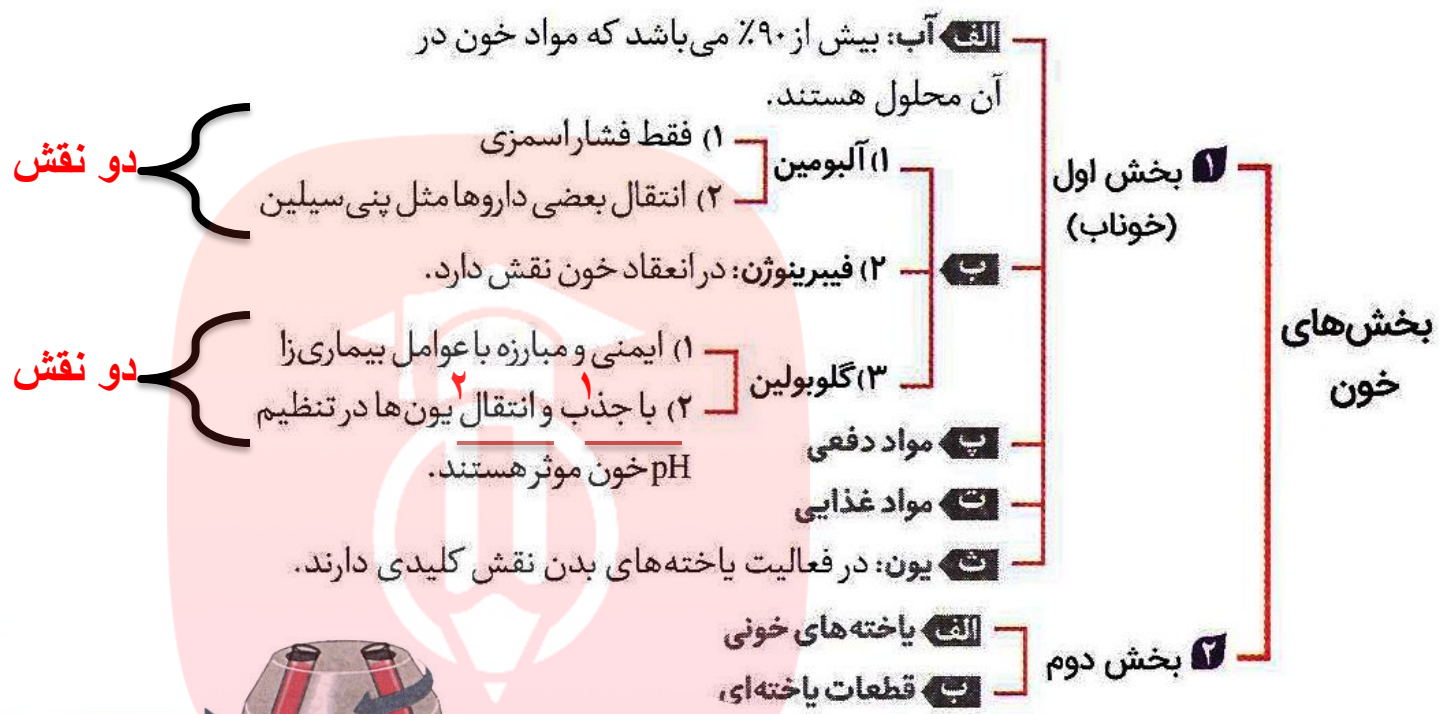 بخش‌های
خون
۱ بخش اول
(خوناب)
الف آب: بیش از ۹۰٪ می‌باشد که مواد خون در
آن محلول هستند.
ب
۱) آلبومین
۱) فقط فشار اسمزی
۲) انتقال بعضی داروها مثل پنی‌سیلین
دو نقش
۲) فیبرینوژن: در انعقاد خون نقش دارد.
۳) گلوبولین
۱) ایمنی و مبارزه با عوامل بیماری‌زا
۱ ۲
۲) با جذب و انتقال یون‌ها در تنظیم
pH خون موثر هستند.
دو نقش
پ مواد دفعی
ت مواد غذایی
ث یون: در فعالیت یاخته‌های بدن نقش کلیدی دارند.
۲ بخش دوم
الف یاخته‌های خونی
ب قطعات یاخته‌ای